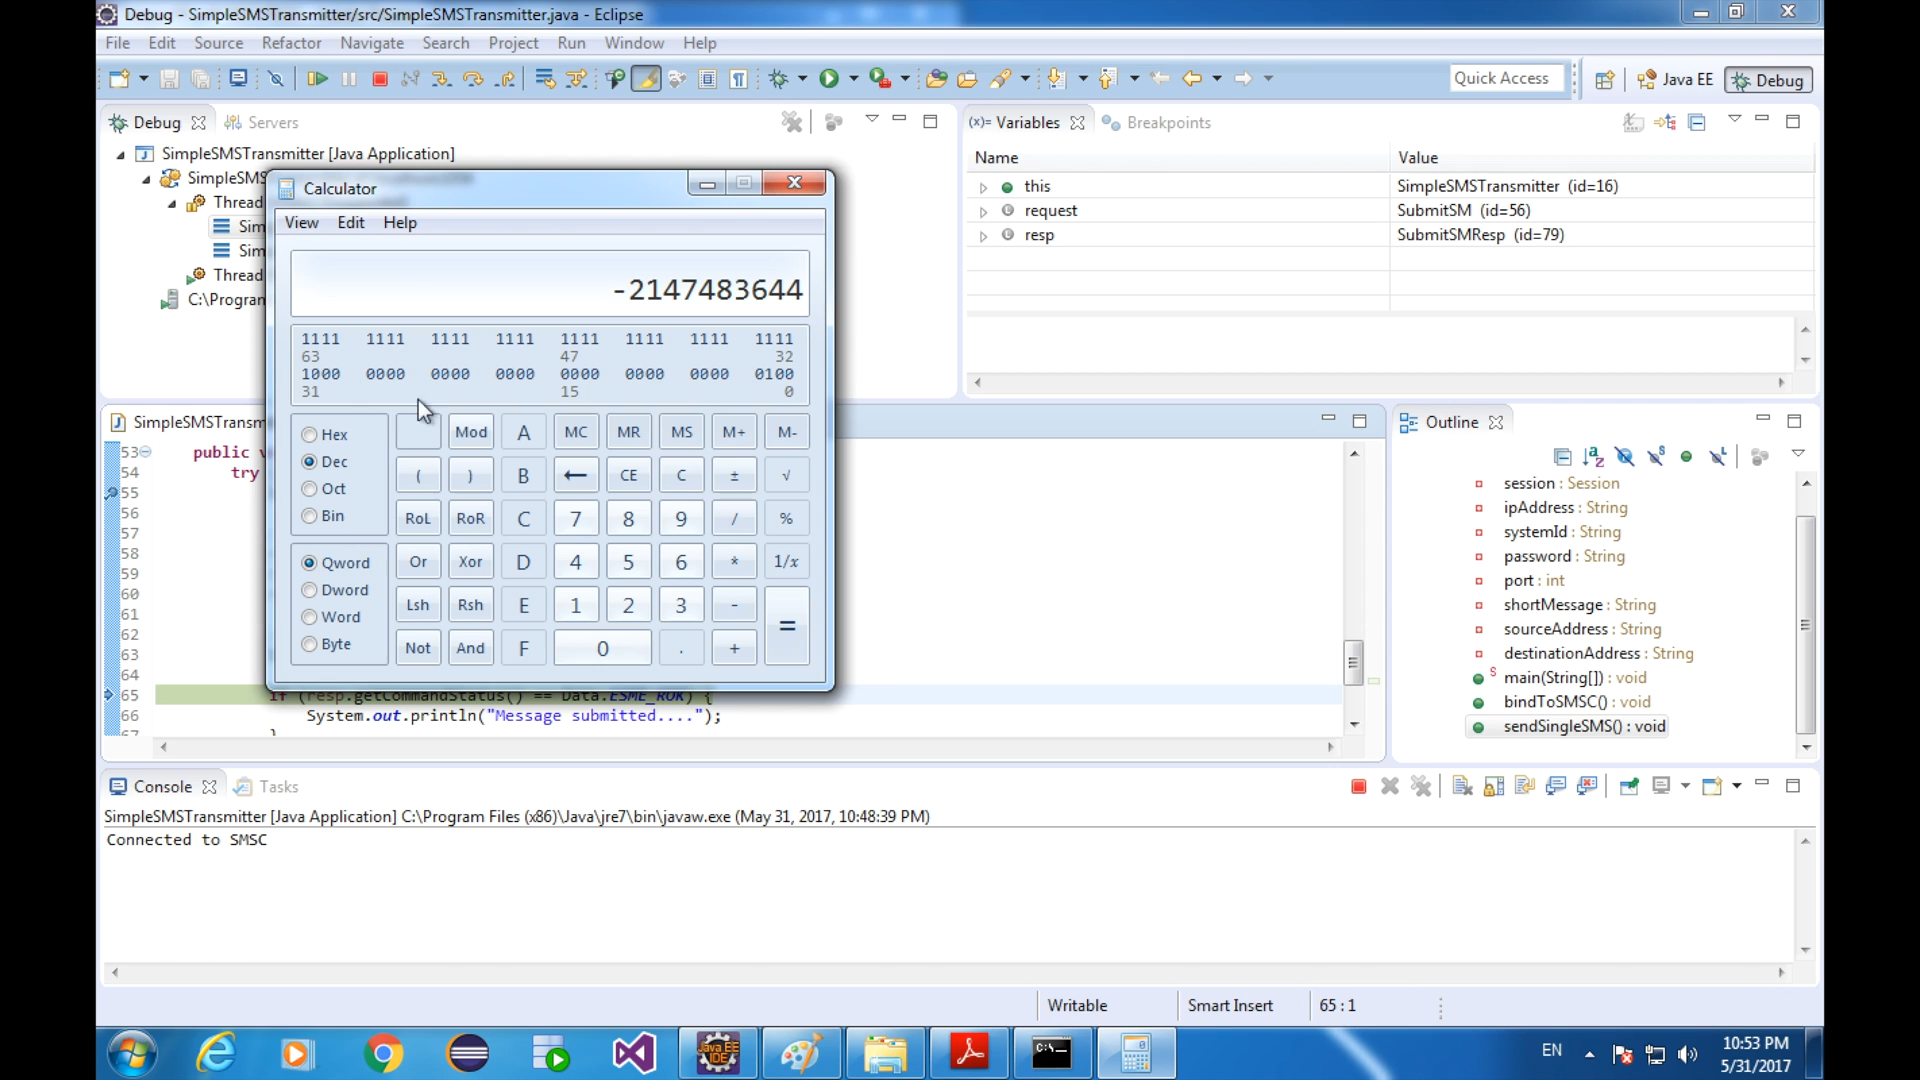 Debug - SimpleSMSTransmitter/src/SimpleSMSTransmitter.java - Eclipse
File Edit Source Refactor Navigate Search Project Run Window Help
Quick Access
Java EE
Debug
Debug
Servers
SimpleSMSTransmitter [Java Application]
SimpleSMS
Thread
Sim
Sim
Thread
C:\Progran
(x)= Variables
Breakpoints
Name Value
this SimpleSMSTransmitter (id=16)
request SubmitSM (id=56)
resp SubmitSMResp (id=79)
Calculator
View Edit Help
-2147483644
1111 1111 1111 1111 1111 1111 1111 1111
63 47 32
1000 0000 0000 0000 0000 0000 0000 0100
31 15 0
Hex
Dec
Oct
Bin
Qword
Dword
Word
Byte
Mod A MC MR MS M+ M-
( ) B ← CE C ± √
RoL RoR C 7 8 9 / %
Or Xor D 4 5 6 * 1/x
Lsh Rsh E 1 2 3 - =
Not And F 0 . +
SimpleSMSTransm
53 public v
54 try
55
56
57
58
59
60
61
62
63
64
65 if (resp.getCommandStatus() == Data.ESME_ROK) {
66 System.out.println("Message submitted....");
67 }
Outline
session : Session
ipAddress : String
systemId : String
password : String
port : int
shortMessage : String
sourceAddress : String
destinationAddress : String
main(String[]) : void
bindToSMSC() : void
sendSingleSMS() : void
Console
Tasks
SimpleSMSTransmitter [Java Application] C:\Program Files (x86)\Java\jre7\bin\javaw.exe (May 31, 2017, 10:48:39 PM)
Connected to SMSC
Writable
Smart Insert
65 : 1
Java EE
IDE
C:\.
EN
10:53 PM
5/31/2017